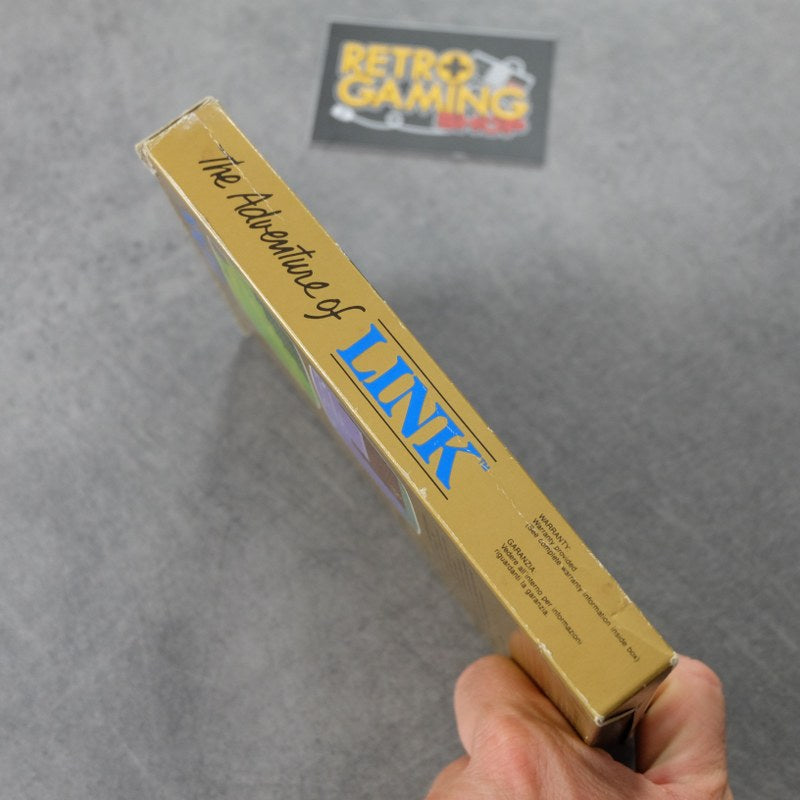 RETRO
GAMING
SHOP
The Adventure of
LINK™
WARRANTY:
Warranty provided
(See complete warranty information inside box)
GARANZIA:
Vedere all'interno per informazioni
riguardanti la garanzia.